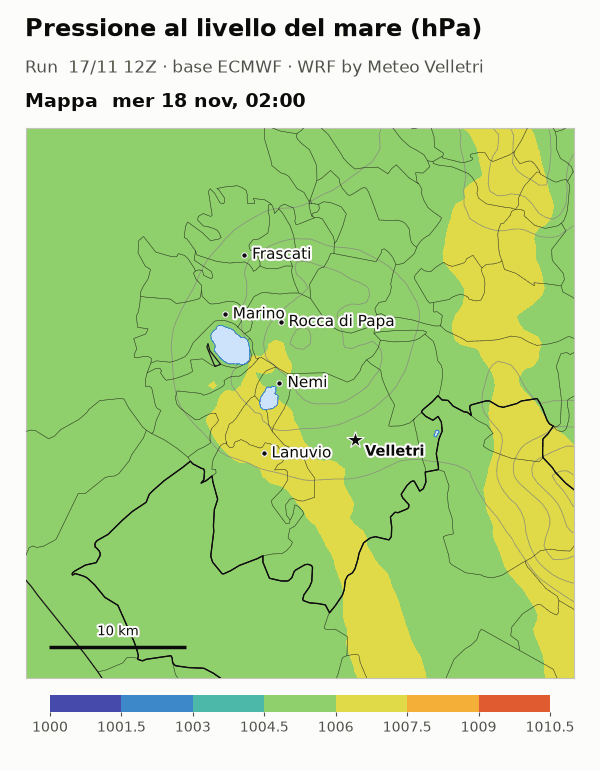 Pressione al livello del mare (hPa)
Run  17/11 12Z · base ECMWF · WRF by Meteo Velletri
Mappa  mer 18 nov, 02:00
Frascati
Marino
Rocca di Papa
Nemi
Velletri
Lanuvio
10 km
1000 1001.5 1003 1004.5 1006 1007.5 1009 1010.5